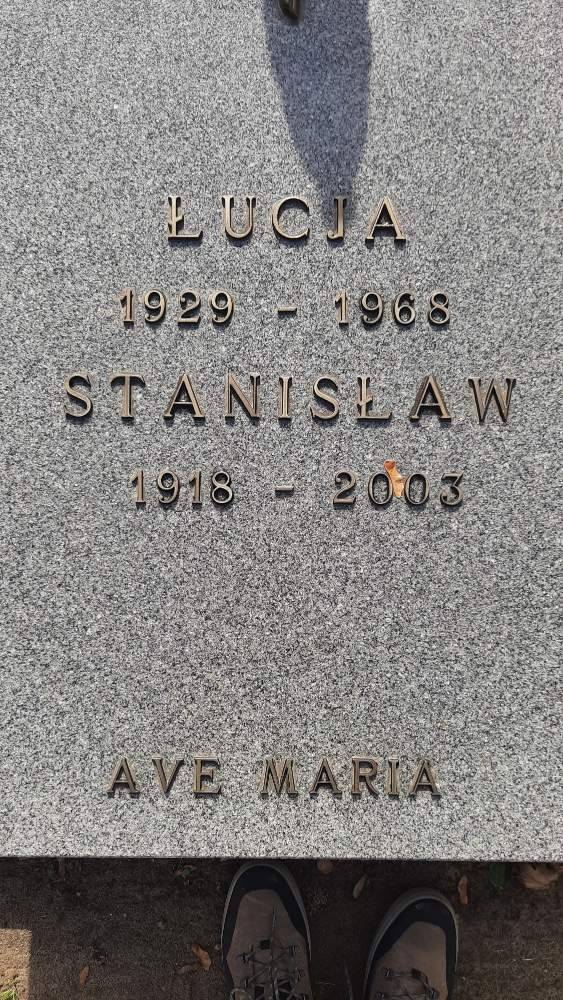 ŁUCJA
1929 - 1968
STANISŁAW
1918 - 2003
AVE MARIA